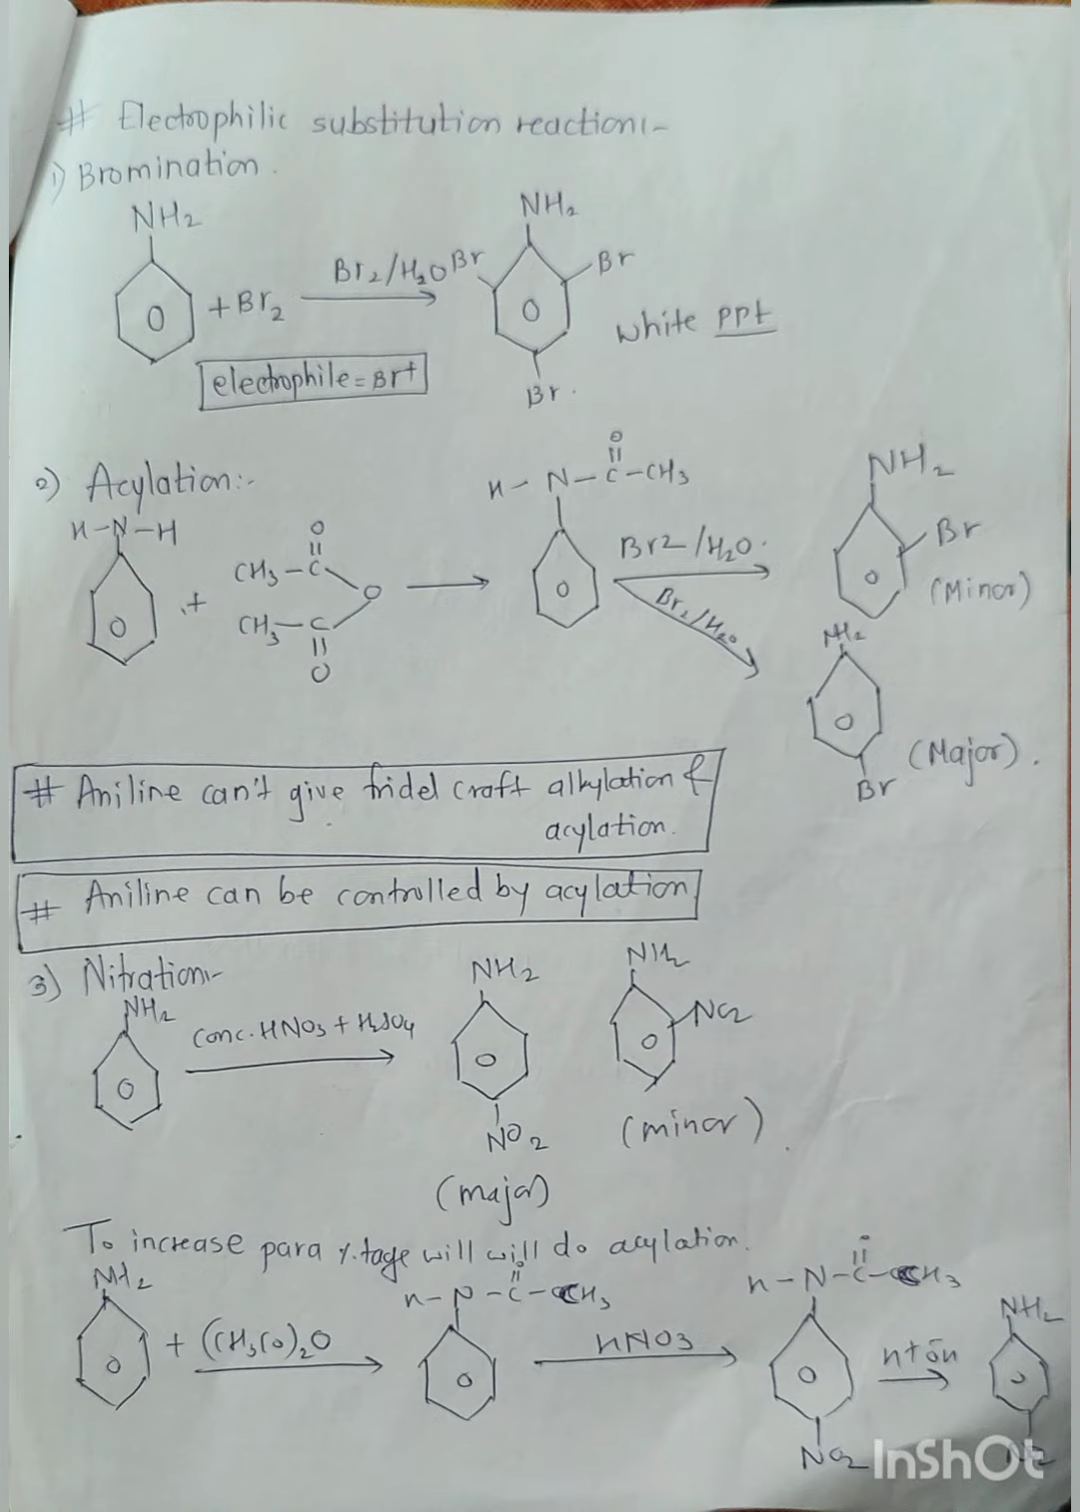 # Electrophilic substitution reaction:-
1) Bromination.
NH2
NH2
+ Br2
Br2/H2O
Br
Br
Br.
white ppt
electrophile = Br+
2) Acylation:-
H-N-H
+
CH3-C
O
O
CH3-C
O
H-N-C-CH3
O
Br2/H2O.
Br2/H2O
NH2
Br
(Minor)
NH2
Br
(Major).
# Aniline can't give fridel craft alkylation &
acylation.
# Aniline can be controlled by acylation
3) Nitration:-
NH2
conc. HNO3 + H2SO4
NH2
NO2
(major)
NH2
NO2
(minor)
To increase para %tage will will do acylation.
NH2
+ (CH3CO)2O
H-N-C-CH3
O
HNO3
H-N-C-CH3
O
NO2
NH2
InShOt